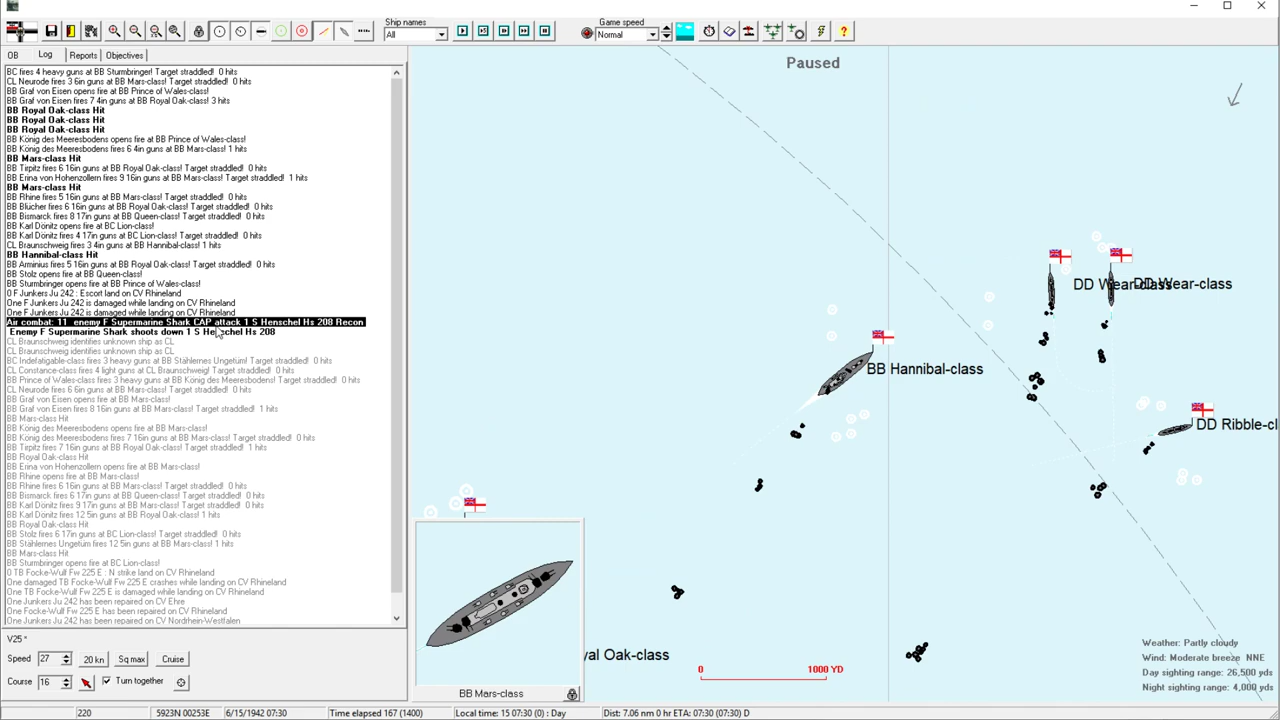 Ship names
All
Game speed
Normal
OB
Log
Reports
Objectives
BC fires 4 heavy guns at BB Sturmbringer! Target straddled! 0 hits
CL Neurode fires 3 6in guns at BB Mars-class! Target straddled! 0 hits
BB Graf von Eisen opens fire at BB Prince of Wales-class!
BB Graf von Eisen fires 7 4in guns at BB Royal Oak-class! 3 hits
BB Royal Oak-class Hit
BB Royal Oak-class Hit
BB Royal Oak-class Hit
BB König des Meeresbodens opens fire at BB Prince of Wales-class!
BB König des Meeresbodens fires 6 4in guns at BB Mars-class! 1 hits
BB Mars-class Hit
BB Tirpitz fires 6 16in guns at BB Royal Oak-class! Target straddled! 0 hits
BB Erina von Hohenzollern fires 9 16in guns at BB Mars-class! Target straddled! 1 hits
BB Mars-class Hit
BB Rhine fires 5 16in guns at BB Mars-class! Target straddled! 0 hits
BB Blücher fires 6 16in guns at BB Royal Oak-class! Target straddled! 0 hits
BB Bismarck fires 8 17in guns at BB Queen-class! Target straddled! 0 hits
BB Karl Dönitz opens fire at BC Lion-class!
BB Karl Dönitz fires 4 17in guns at BC Lion-class! Target straddled! 0 hits
CL Braunschweig fires 3 4in guns at BB Hannibal-class! 1 hits
BB Hannibal-class Hit
BB Arminius fires 5 16in guns at BB Royal Oak-class! Target straddled! 0 hits
BB Stolz opens fire at BB Queen-class!
BB Sturmbringer opens fire at BB Prince of Wales-class!
0 F Junkers Ju 242 : Escort land on CV Rhineland
One F Junkers Ju 242 is damaged while landing on CV Rhineland
One F Junkers Ju 242 is damaged while landing on CV Rhineland
Air combat: 11 enemy F Supermarine Shark CAP attack 1 S Henschel Hs 208 Recon
Enemy F Supermarine Shark shoots down 1 S Henschel Hs 208
CL Braunschweig identifies unknown ship as CL
CL Braunschweig identifies unknown ship as CL
BC Indefatigable-class fires 3 heavy guns at BB Stählernes Ungetüm! Target straddled! 0 hits
CL Constance-class fires 4 light guns at CL Braunschweig! Target straddled! 0 hits
BB Prince of Wales-class fires 3 heavy guns at BB König des Meeresbodens! Target straddled! 0 hits
CL Neurode fires 6 6in guns at BB Mars-class! Target straddled! 0 hits
BB Graf von Eisen opens fire at BB Mars-class!
BB Graf von Eisen fires 8 16in guns at BB Mars-class! Target straddled! 1 hits
BB Mars-class Hit
BB König des Meeresbodens opens fire at BB Mars-class!
BB König des Meeresbodens fires 7 16in guns at BB Mars-class! Target straddled! 0 hits
BB Tirpitz fires 7 16in guns at BB Royal Oak-class! Target straddled! 1 hits
BB Royal Oak-class Hit
BB Erina von Hohenzollern opens fire at BB Mars-class!
BB Rhine opens fire at BB Mars-class!
BB Rhine fires 6 16in guns at BB Mars-class! Target straddled! 0 hits
BB Bismarck fires 6 17in guns at BB Queen-class! Target straddled! 0 hits
BB Karl Dönitz fires 9 17in guns at BB Mars-class! Target straddled! 0 hits
BB Karl Dönitz fires 12 5in guns at BB Royal Oak-class! 1 hits
BB Royal Oak-class Hit
BB Stolz fires 6 17in guns at BC Lion-class! Target straddled! 0 hits
BB Stählernes Ungetüm fires 12 5in guns at BB Mars-class! 1 hits
BB Mars-class Hit
BB Sturmbringer opens fire at BC Lion-class!
0 TB Focke-Wulf Fw 225 E : N strike land on CV Rhineland
One damaged TB Focke-Wulf Fw 225 E crashes while landing on CV Rhineland
One TB Focke-Wulf Fw 225 E is damaged while landing on CV Rhineland
One Junkers Ju 242 has been repaired on CV Ehre
One Focke-Wulf Fw 225 E has been repaired on CV Rhineland
One Junkers Ju 242 has been repaired on CV Nordrhein-Westfalen
V25 *
Speed
27
20 kn
Sq max
Cruise
Course
16
Turn together
Paused
DD Wear-class
DD Wear-class
BB Hannibal-class
DD Ribble-cl
yal Oak-class
BB Mars-class
0
1000 YD
Weather: Partly cloudy
Wind: Moderate breeze NNE
Day sighting range: 26,500 yds
Night sighting range: 4,000 yds
220
5923N 00253E
6/15/1942 07:30
Time elapsed 167 (1400)
Local time: 15 07:30 (0) : Day
Dist: 7.06 nm 0 hr ETA: 07:30 (07:30) D